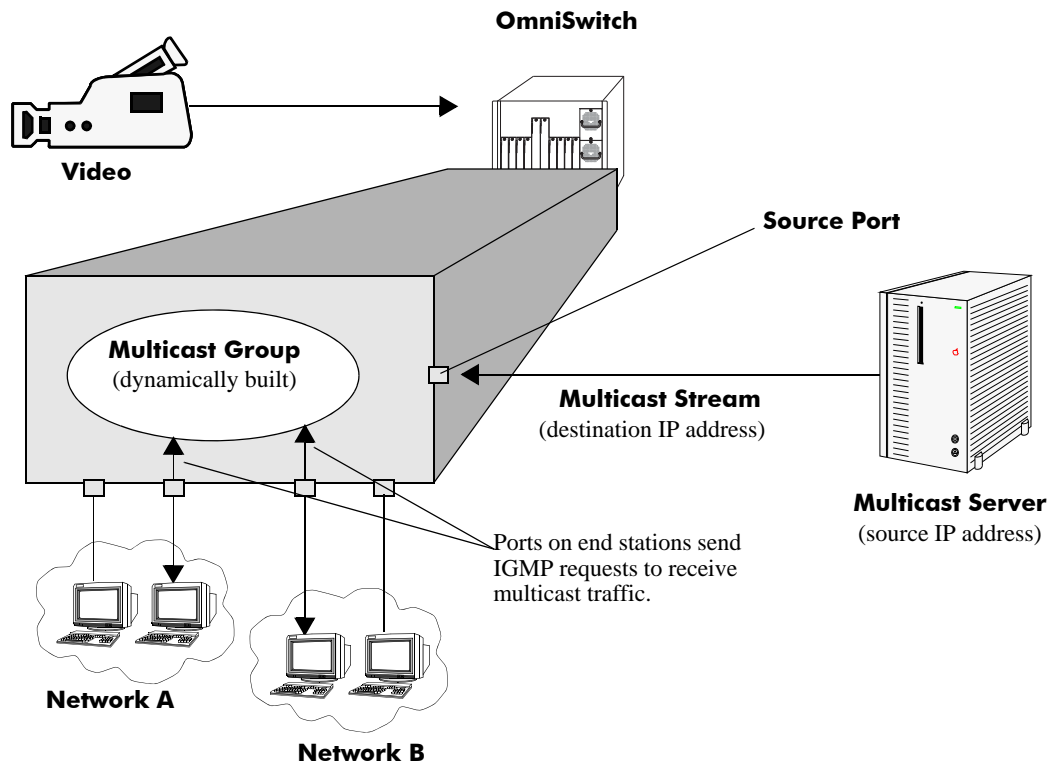 OmniSwitch
Video
Source Port
Multicast Group
(dynamically built)
Multicast Stream
(destination IP address)
Multicast Server
(source IP address)
Ports on end stations send
IGMP requests to receive
multicast traffic.
Network A
Network B